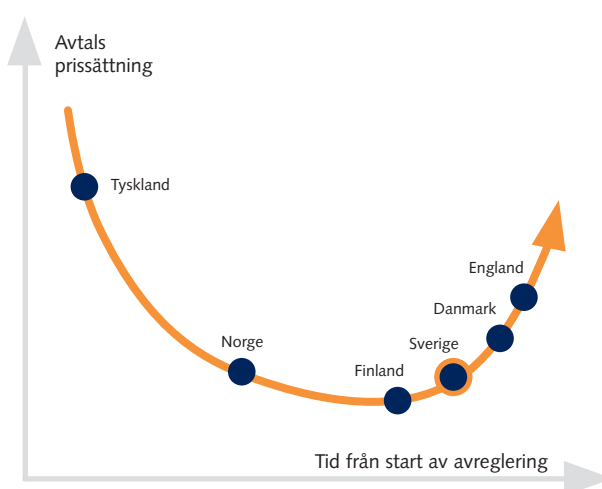 Avtals
prissättning
Tyskland
England
Danmark
Sverige
Norge
Finland
Tid från start av avreglering